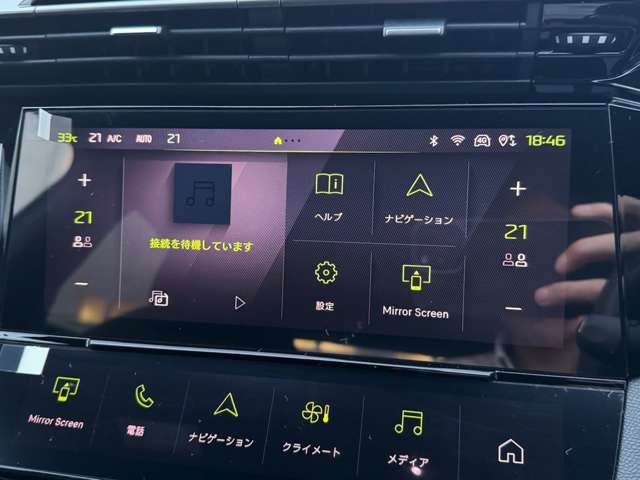 33℃ 21 A/C AUTO 21 4G 18:46
+
21
−
接続を待機しています
ヘルプ
ナビゲーション
設定
Mirror Screen
+
21
−
Mirror Screen
電話
ナビゲーション
クライメート
メディア